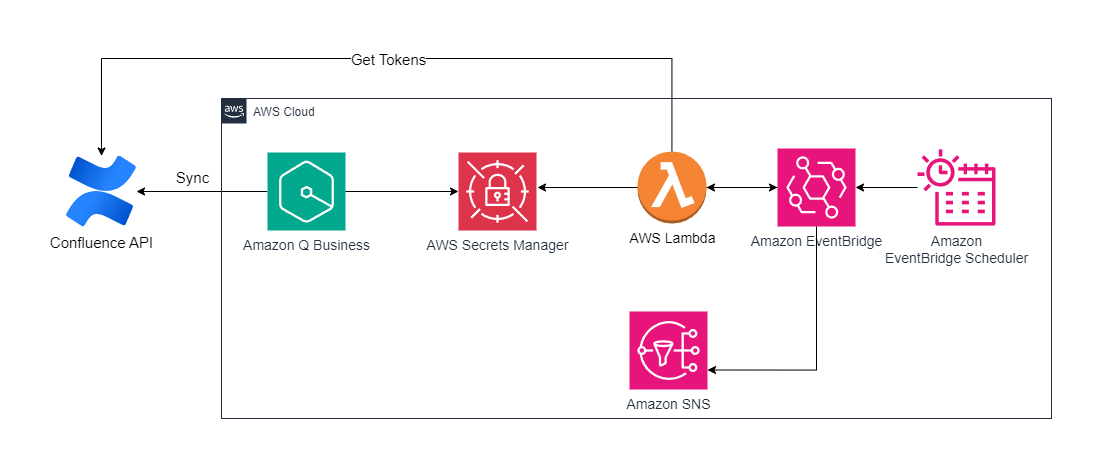 Get Tokens
aws
AWS Cloud
Sync
Confluence API
Amazon Q Business
AWS Secrets Manager
AWS Lambda
Amazon EventBridge
Amazon
EventBridge Scheduler
Amazon SNS